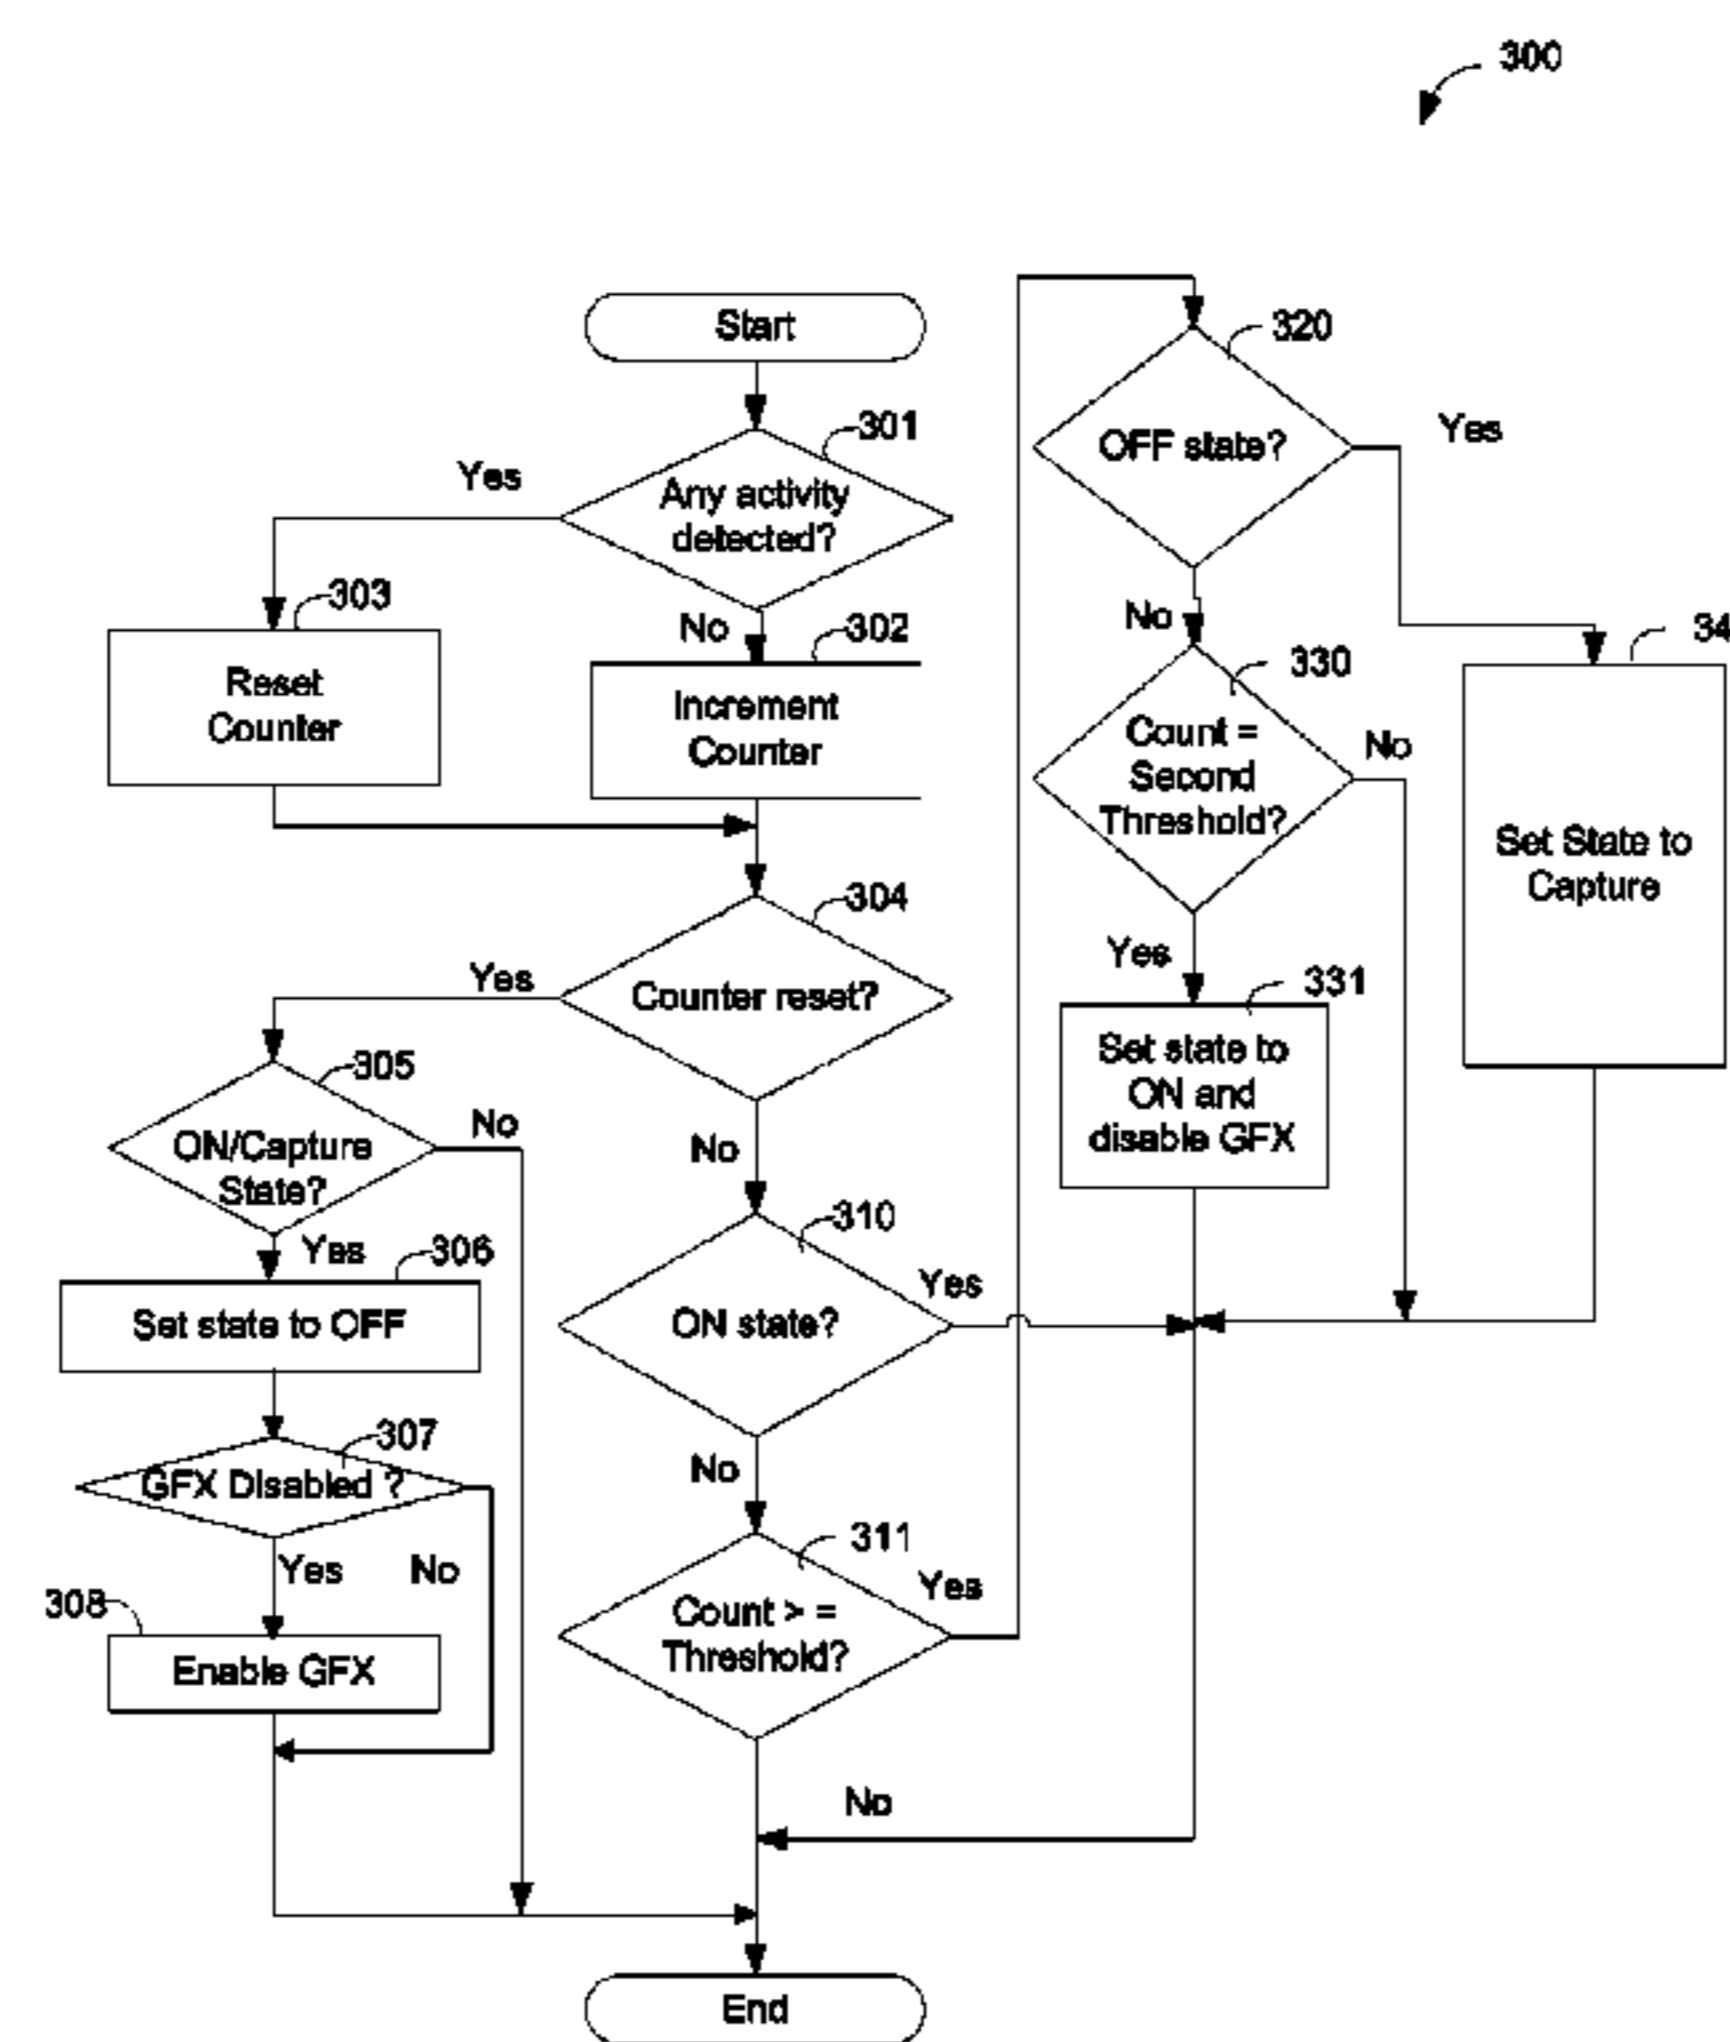 300
Start
301
Any activity
detected?
Yes
No
303
Reset
Counter
302
Increment
Counter
304
Counter reset?
Yes
No
305
ON/Capture
State?
No
Yes
306
Set state to OFF
307
GFX Disabled ?
Yes
No
308
Enable GFX
310
ON state?
Yes
No
311
Count > =
Threshold?
Yes
No
320
OFF state?
Yes
No
330
Count =
Second
Threshold?
No
Yes
331
Set state to
ON and
disable GFX
34
Set State to
Capture
End